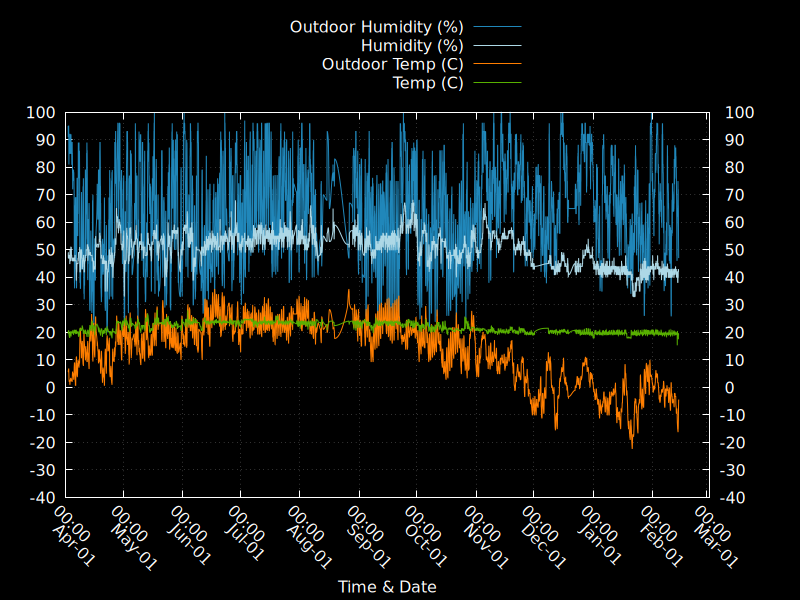 Outdoor Humidity (%)
Humidity (%)
Outdoor Temp (C)
Temp (C)
100 100
90 90
80 80
70 70
60 60
50 50
40 40
30 30
20 20
10 10
0 0
-10 -10
-20 -20
-30 -30
-40 -40
00:00 00:00 00:00 00:00 00:00 00:00 00:00 00:00 00:00 00:00 00:00 00:00
Apr-01 May-01 Jun-01 Jul-01 Aug-01 Sep-01 Oct-01 Nov-01 Dec-01 Jan-01 Feb-01 Mar-01
Time & Date